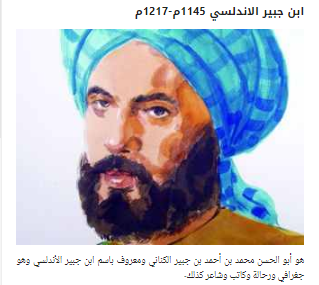 ابن جبير الاندلسي 1145م-1217م
هو أبو الحسن محمد بن أحمد بن جبير الكناني ومعروف باسم ابن جبير الأندلسي وهو
جغرافي ورحالة وكاتب وشاعر كذلك.